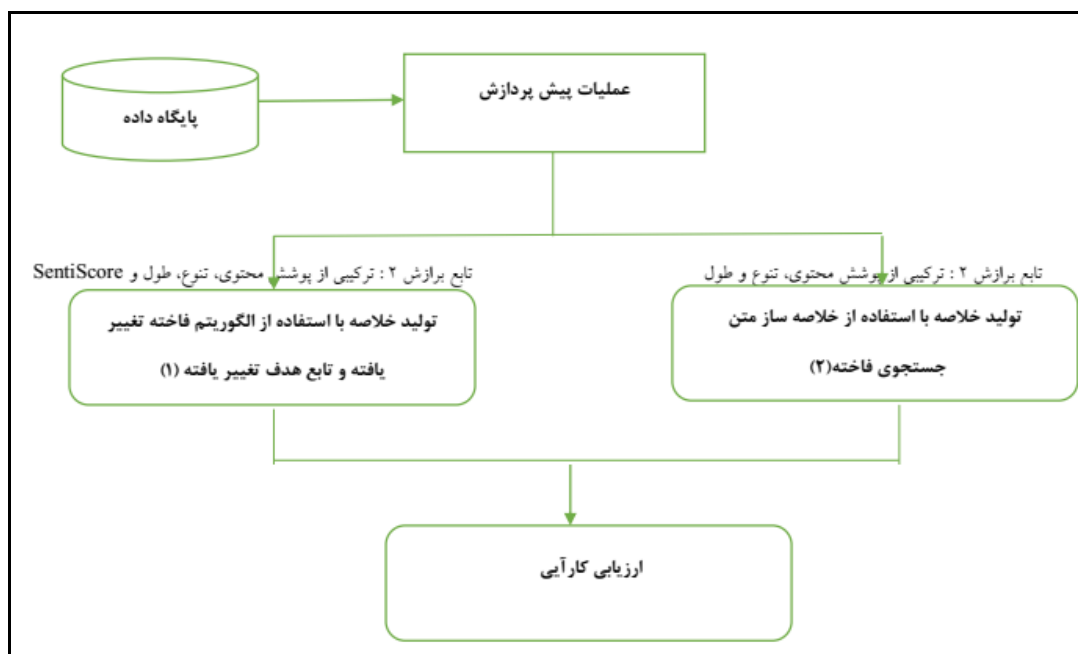 عملیات پیش پردازش
پایگاه داده
تابع برازش ۲ : ترکیبی از پوشش محتوی، تنوع و طول
تابع برازش ۲ : ترکیبی از پوشش محتوی، تنوع، طول و SentiScore
تولید خلاصه با استفاده از خلاصه ساز متن
جستجوی فاخته(۲)
تولید خلاصه با استفاده از الگوریتم فاخته تغییر
یافته و تابع هدف تغییر یافته (۱)
ارزیابی کارآیی